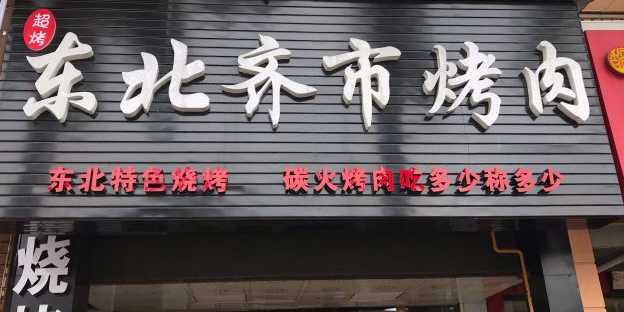 超烤
东北齐市烤肉
东北特色烧烤 碳火烤肉吃多少称多少
烧